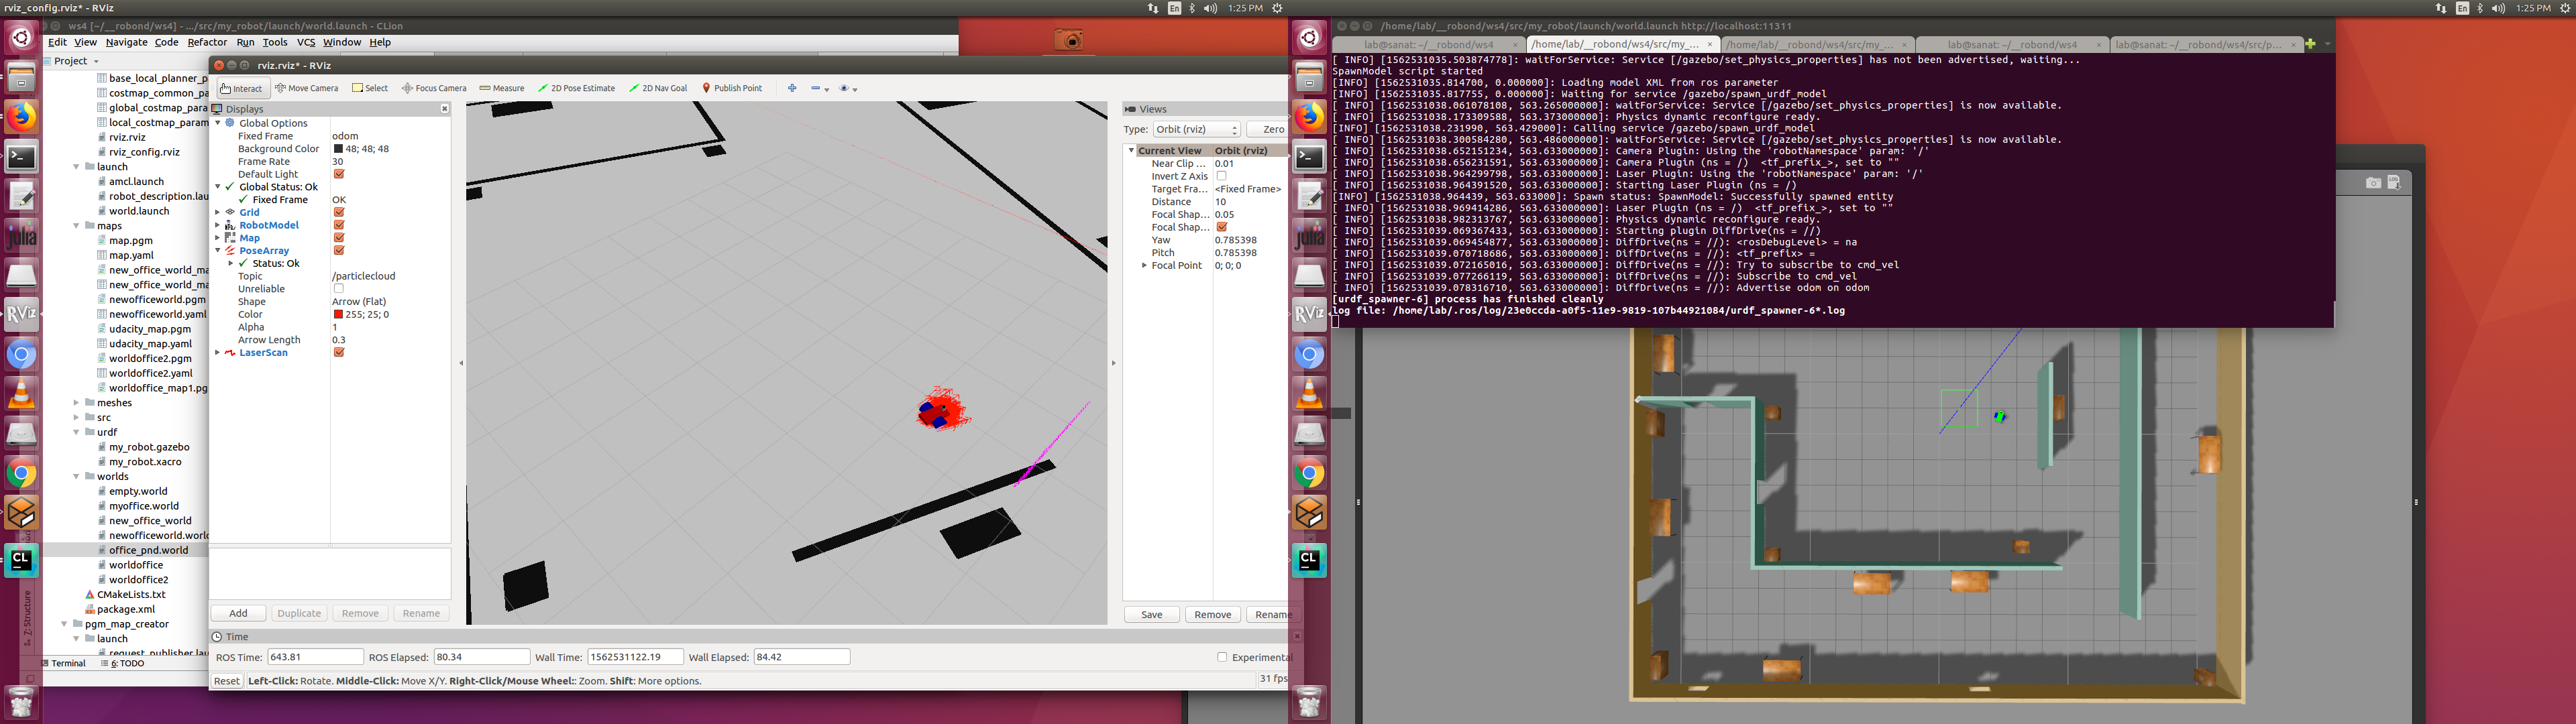 rviz_config.rviz* - RViz
En
1:25 PM
ws4 [~/__robond/ws4] - .../src/my_robot/launch/world.launch - CLion
Edit View Navigate Code Refactor Run Tools VCS Window Help
Project
base_local_planner_p
costmap_common_pa
global_costmap_para
local_costmap_param
rviz.rviz
rviz_config.rviz
launch
amcl.launch
robot_description.lau
world.launch
maps
map.pgm
map.yaml
new_office_world_ma
new_office_world_ma
newofficeworld.pgm
newofficeworld.yaml
udacity_map.pgm
udacity_map.yaml
worldoffice2.pgm
worldoffice2.yaml
worldoffice_map1.pg
meshes
src
urdf
my_robot.gazebo
my_robot.xacro
worlds
empty.world
myoffice.world
new_office_world
newofficeworld.worl
office_pnd.world
worldoffice
worldoffice2
CMakeLists.txt
package.xml
pgm_map_creator
launch
request_publisher.lau
Z: Structure
Terminal
6: TODO
rviz.rviz* - RViz
Interact Move Camera Select Focus Camera Measure 2D Pose Estimate 2D Nav Goal Publish Point
Displays
Global Options
Fixed Frame odom
Background Color 48; 48; 48
Frame Rate 30
Default Light
Global Status: Ok
Fixed Frame OK
Grid
RobotModel
Map
PoseArray
Status: Ok
Topic /particlecloud
Unreliable
Shape Arrow (Flat)
Color 255; 25; 0
Alpha 1
Arrow Length 0.3
LaserScan
Add Duplicate Remove Rename
Time
ROS Time: 643.81 ROS Elapsed: 80.34 Wall Time: 1562531122.19 Wall Elapsed: 84.42 Experimental
Reset Left-Click: Rotate. Middle-Click: Move X/Y. Right-Click/Mouse Wheel:: Zoom. Shift: More options. 31 fps
Views
Type: Orbit (rviz) Zero
Current View Orbit (rviz)
Near Clip ... 0.01
Invert Z Axis
Target Fra... <Fixed Frame>
Distance 10
Focal Shap... 0.05
Focal Shap...
Yaw 0.785398
Pitch 0.785398
Focal Point 0; 0; 0
Save Remove Rename
julia
RViz
CL
En
1:25 PM
/home/lab/__robond/ws4/src/my_robot/launch/world.launch http://localhost:11311
lab@sanat: ~/__robond/ws4 × /home/lab/__robond/ws4/src/my_... × /home/lab/__robond/ws4/src/my_... × lab@sanat: ~/__robond/ws4 × lab@sanat: ~/__robond/ws4/src/p... ×
[ INFO] [1562531035.503874778]: waitForService: Service [/gazebo/set_physics_properties] has not been advertised, waiting...
SpawnModel script started
[INFO] [1562531035.814700, 0.000000]: Loading model XML from ros parameter
[INFO] [1562531035.817755, 0.000000]: Waiting for service /gazebo/spawn_urdf_model
[ INFO] [1562531038.061078108, 563.265000000]: waitForService: Service [/gazebo/set_physics_properties] is now available.
[ INFO] [1562531038.173309588, 563.373000000]: Physics dynamic reconfigure ready.
[INFO] [1562531038.231990, 563.429000]: Calling service /gazebo/spawn_urdf_model
[ INFO] [1562531038.300584280, 563.486000000]: waitForService: Service [/gazebo/set_physics_properties] is now available.
[ INFO] [1562531038.652151234, 563.633000000]: Camera Plugin: Using the 'robotNamespace' param: '/'
[ INFO] [1562531038.656231591, 563.633000000]: Camera Plugin (ns = /)  <tf_prefix_>, set to ""
[ INFO] [1562531038.964299798, 563.633000000]: Laser Plugin: Using the 'robotNamespace' param: '/'
[ INFO] [1562531038.964391520, 563.633000000]: Starting Laser Plugin (ns = /)
[INFO] [1562531038.964439, 563.633000]: Spawn status: SpawnModel: Successfully spawned entity
[ INFO] [1562531038.969414286, 563.633000000]: Laser Plugin (ns = /)  <tf_prefix_>, set to ""
[ INFO] [1562531038.982313767, 563.633000000]: Physics dynamic reconfigure ready.
[ INFO] [1562531039.069367433, 563.633000000]: Starting plugin DiffDrive(ns = //)
[ INFO] [1562531039.069454877, 563.633000000]: DiffDrive(ns = //): <rosDebugLevel> = na
[ INFO] [1562531039.070718686, 563.633000000]: DiffDrive(ns = //): <tf_prefix> =
[ INFO] [1562531039.072165016, 563.633000000]: DiffDrive(ns = //): Try to subscribe to cmd_vel
[ INFO] [1562531039.077266119, 563.633000000]: DiffDrive(ns = //): Subscribe to cmd_vel
[ INFO] [1562531039.078316710, 563.633000000]: DiffDrive(ns = //): Advertise odom on odom
[urdf_spawner-6] process has finished cleanly
log file: /home/lab/.ros/log/23e0ccda-a0f5-11e9-9819-107b44921084/urdf_spawner-6*.log
julia
RViz
CL